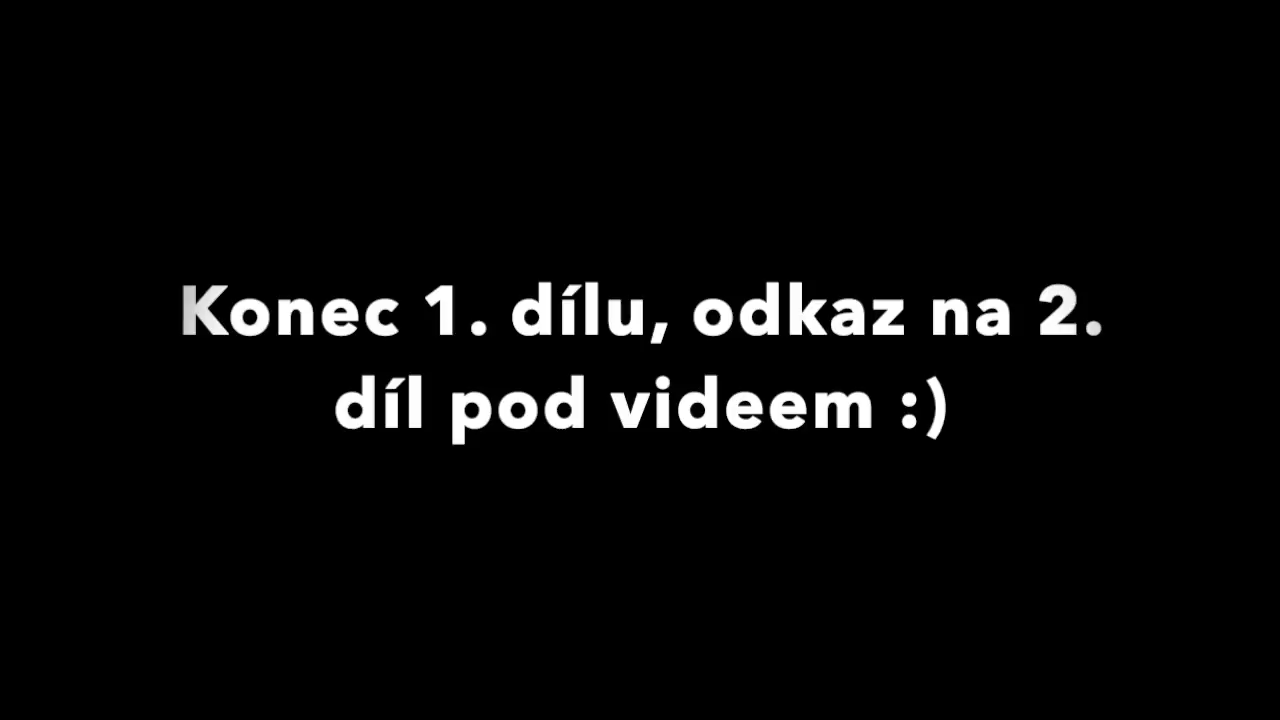 Konec 1. dílu, odkaz na 2.
díl pod videem :)